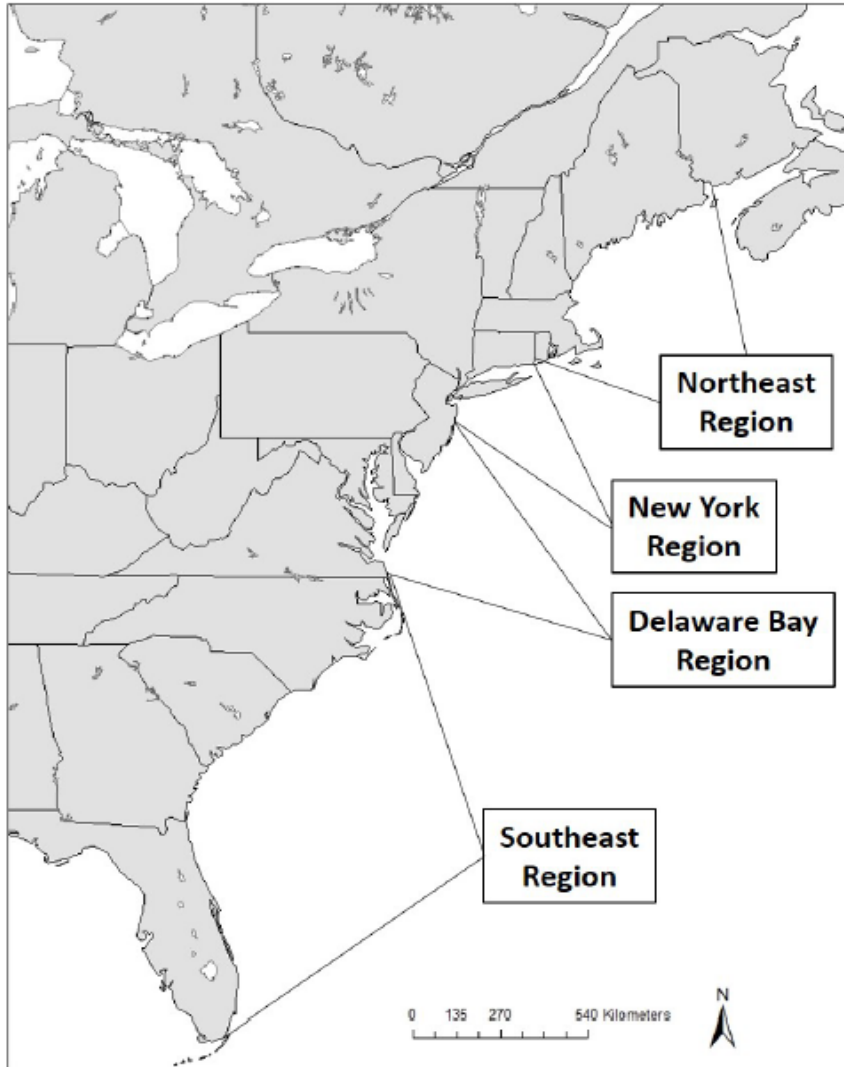 Northeast
Region
New York
Region
Delaware Bay
Region
Southeast
Region
N
0 135 270 540 Kilometers